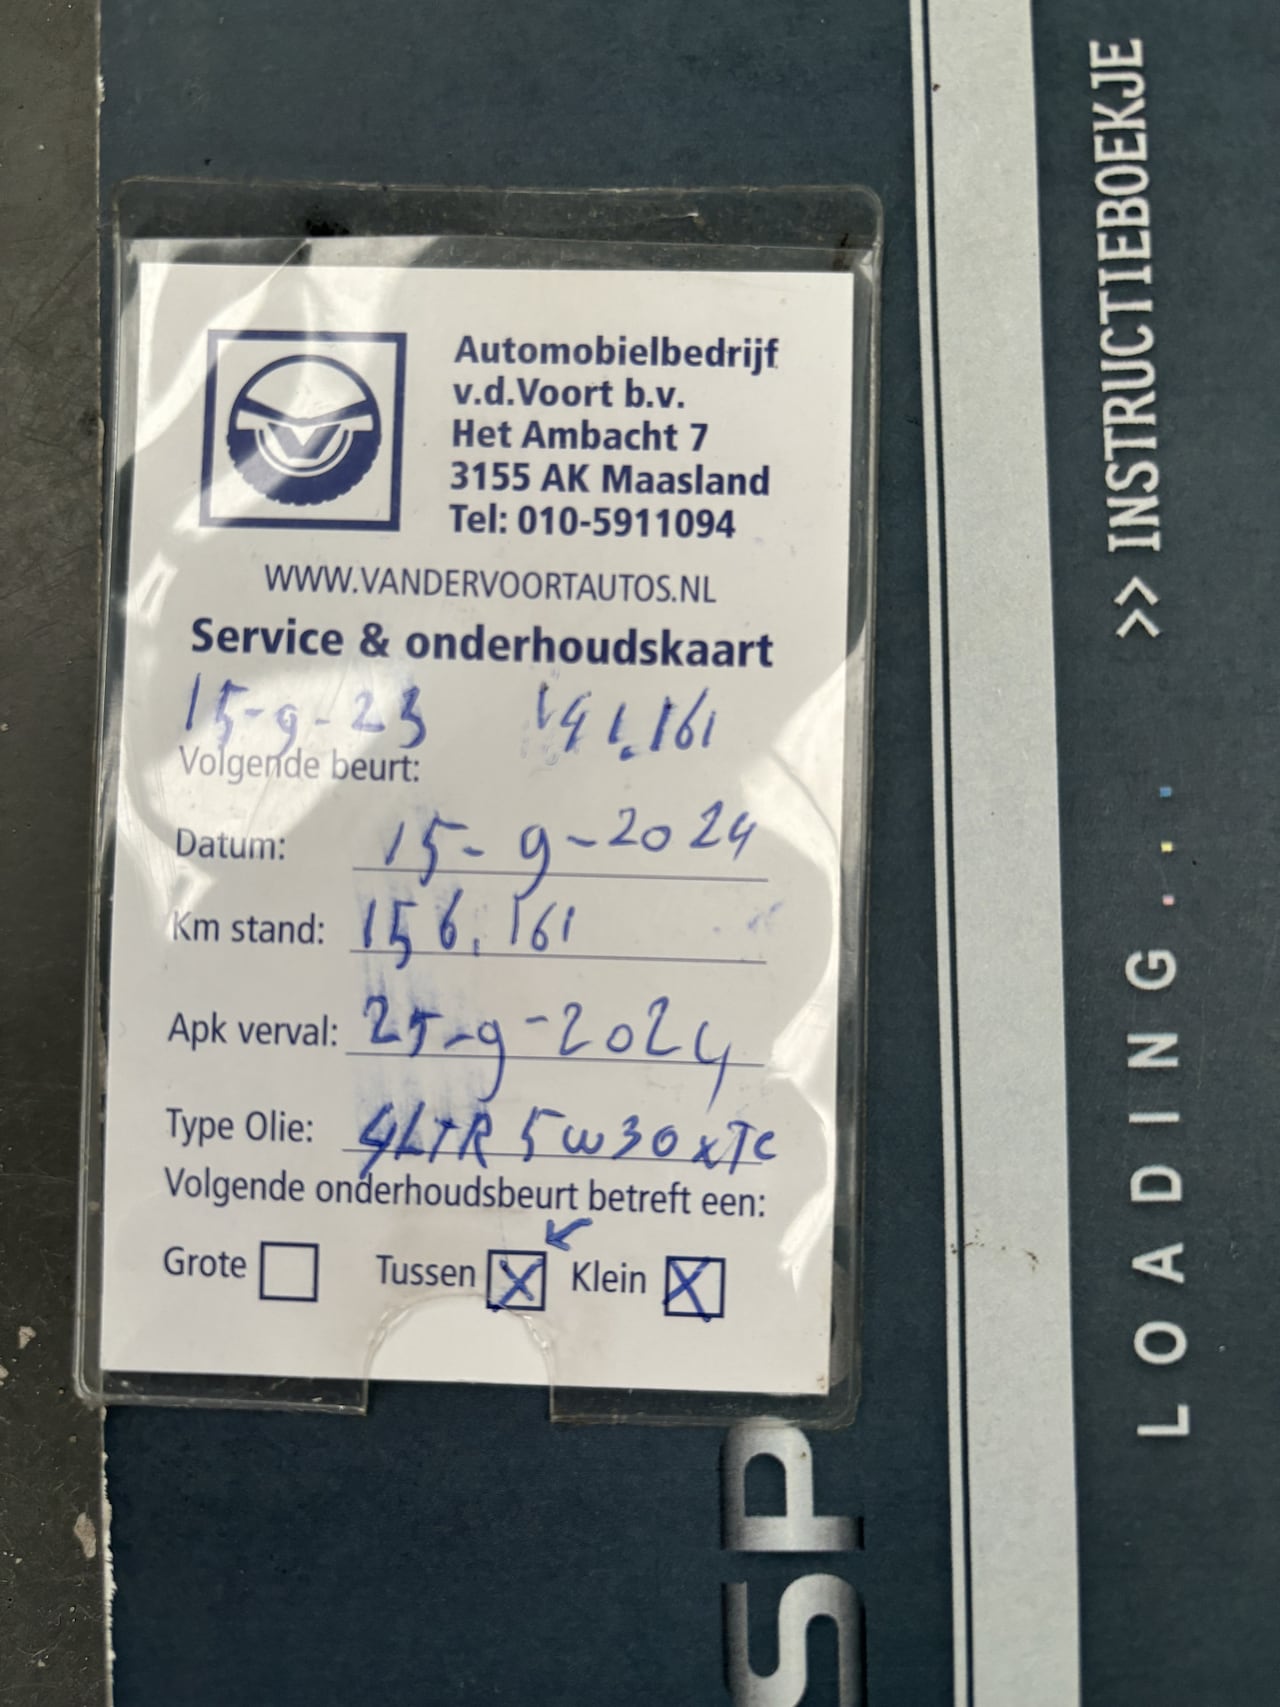 Automobielbedrijf
v.d.Voort b.v.
Het Ambacht 7
3155 AK Maasland
Tel: 010-5911094
WWW.VANDERVOORTAUTOS.NL
Service & onderhoudskaart
15-9-23 141.161
Volgende beurt:
Datum: 15-9-2024
Km stand: 156.161
Apk verval: 25-9-2024
Type Olie: 4LTR 5w30 xTC
Volgende onderhoudsbeurt betreft een:
Grote Tussen X Klein X
>> INSTRUCTIEBOEKJE
LOADING...
SP